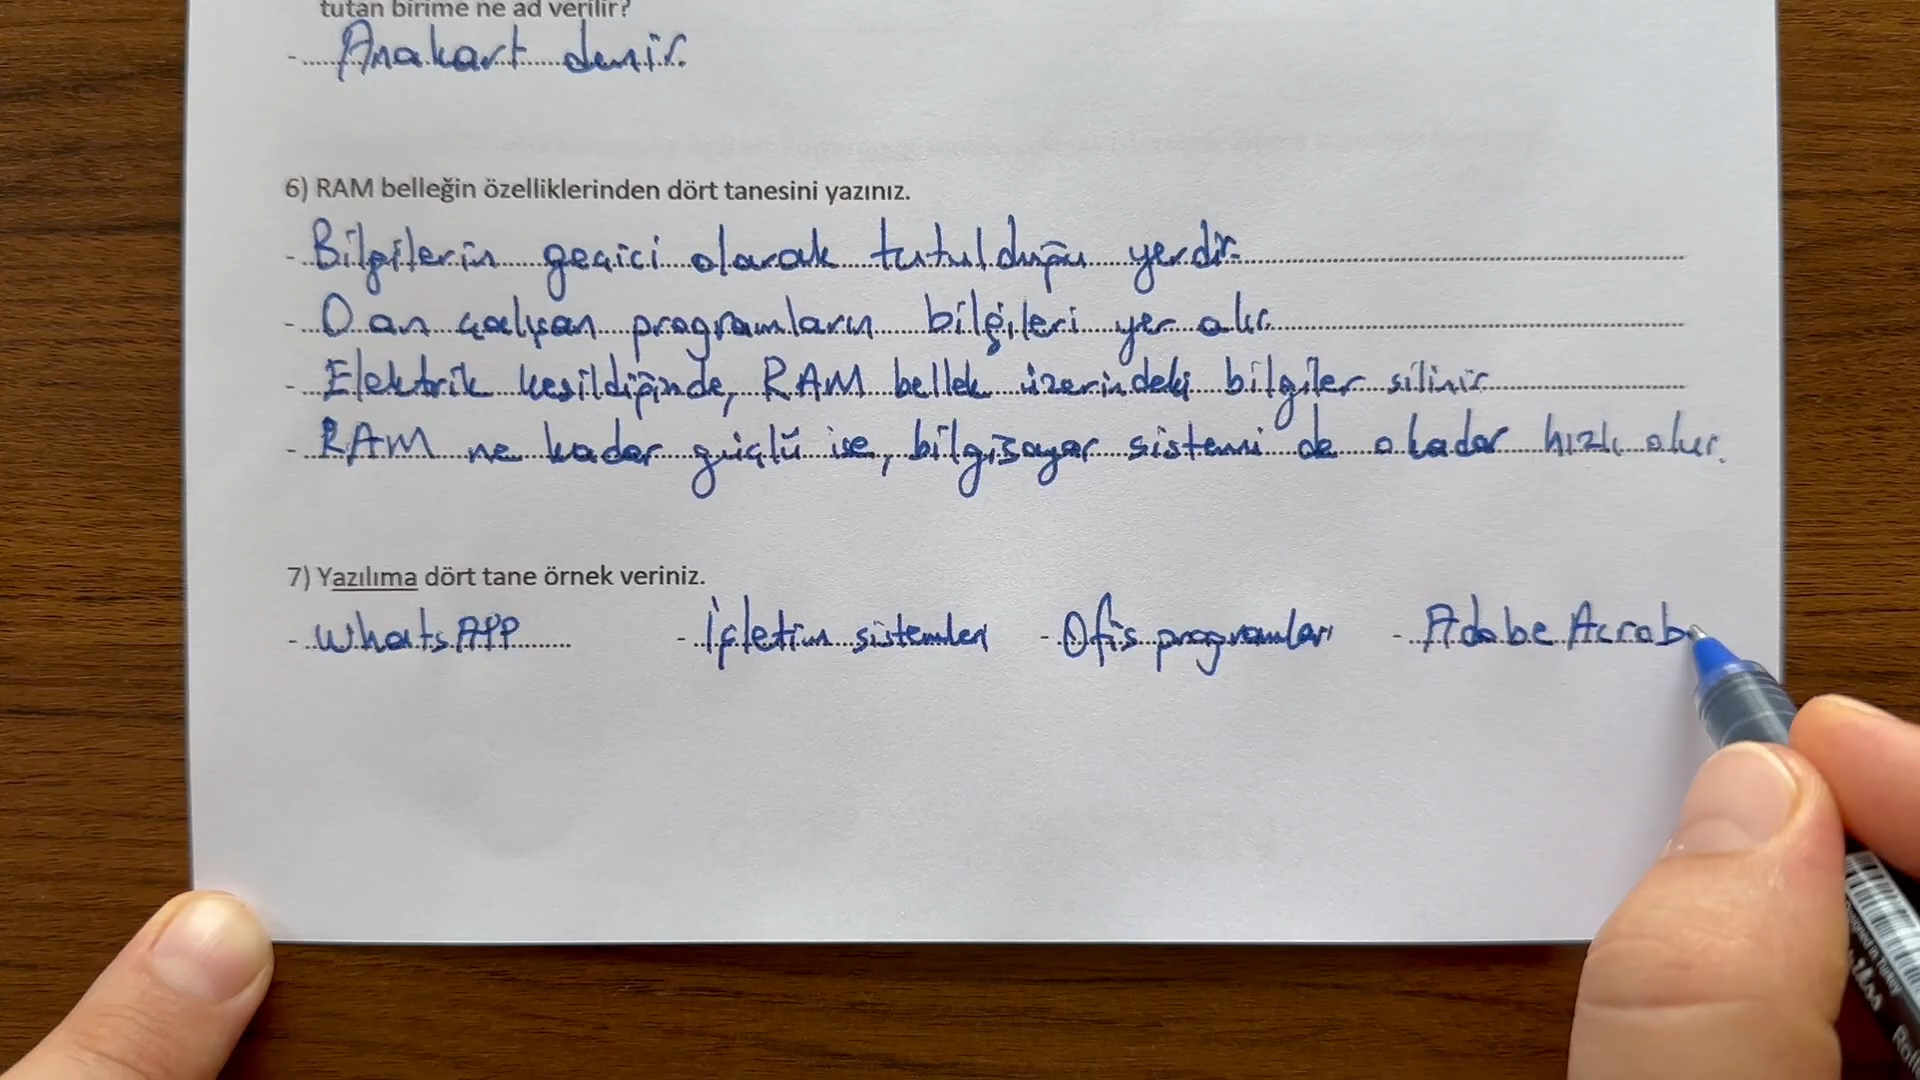 tutan birime ne ad verilir?
- Anakart denir.
6) RAM belleğin özelliklerinden dört tanesini yazınız.
- Bilgilerin geçici olarak tutulduğu yerdir.
- O an çalışan programların bilgileri yer alır.
- Elektrik kesildiğinde, RAM bellek üzerindeki bilgiler silinir.
- RAM ne kadar güçlü ise, bilgisayar sistemi de o kadar hızlı olur.
7) Yazılıma dört tane örnek veriniz.
- WhatsAPP - İşletim sistemleri - Ofis programları - Adobe Acrob